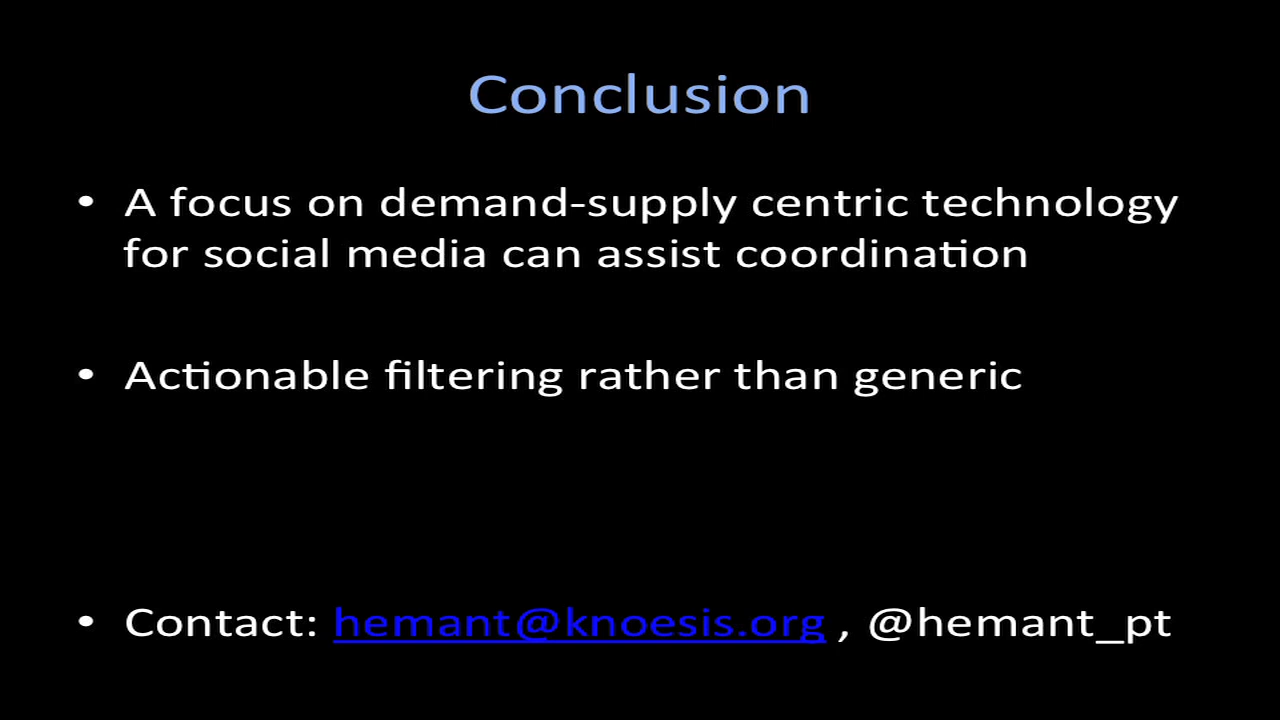 Conclusion
• A focus on demand-supply centric technology
for social media can assist coordination
• Actionable filtering rather than generic
• Contact: hemant@knoesis.org , @hemant_pt